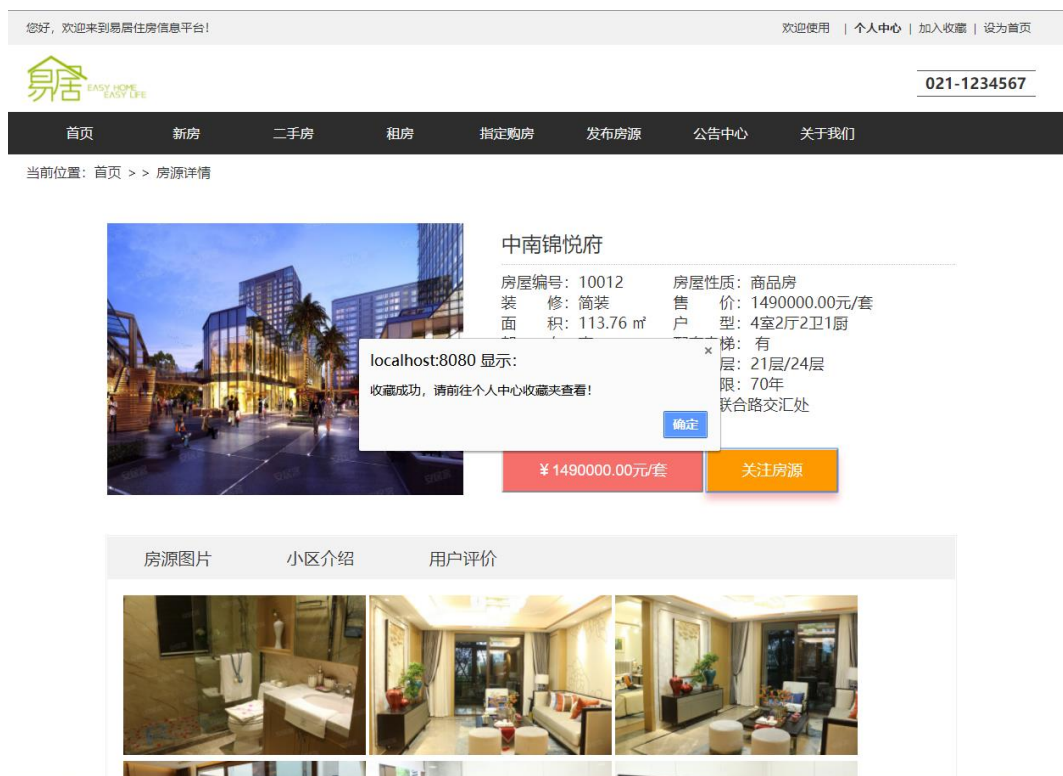 您好，欢迎来到易居住房信息平台！
欢迎使用 | 个人中心 | 加入收藏 | 设为首页
易居 EASY HOME
EASY LIFE
021-1234567
首页 新房 二手房 租房 指定购房 发布房源 公告中心 关于我们
当前位置：首页 >> 房源详情
中南锦悦府
房屋编号：10012 房屋性质：商品房
装 修：简装 售 价：1490000.00元/套
面 积：113.76 ㎡ 户 型：4室2厅2卫1厨
梯： 有
层：21层/24层
限：70年
联合路交汇处
localhost:8080 显示：
×
收藏成功，请前往个人中心收藏夹查看！
确定
¥1490000.00元/套 关注房源
房源图片 小区介绍 用户评价